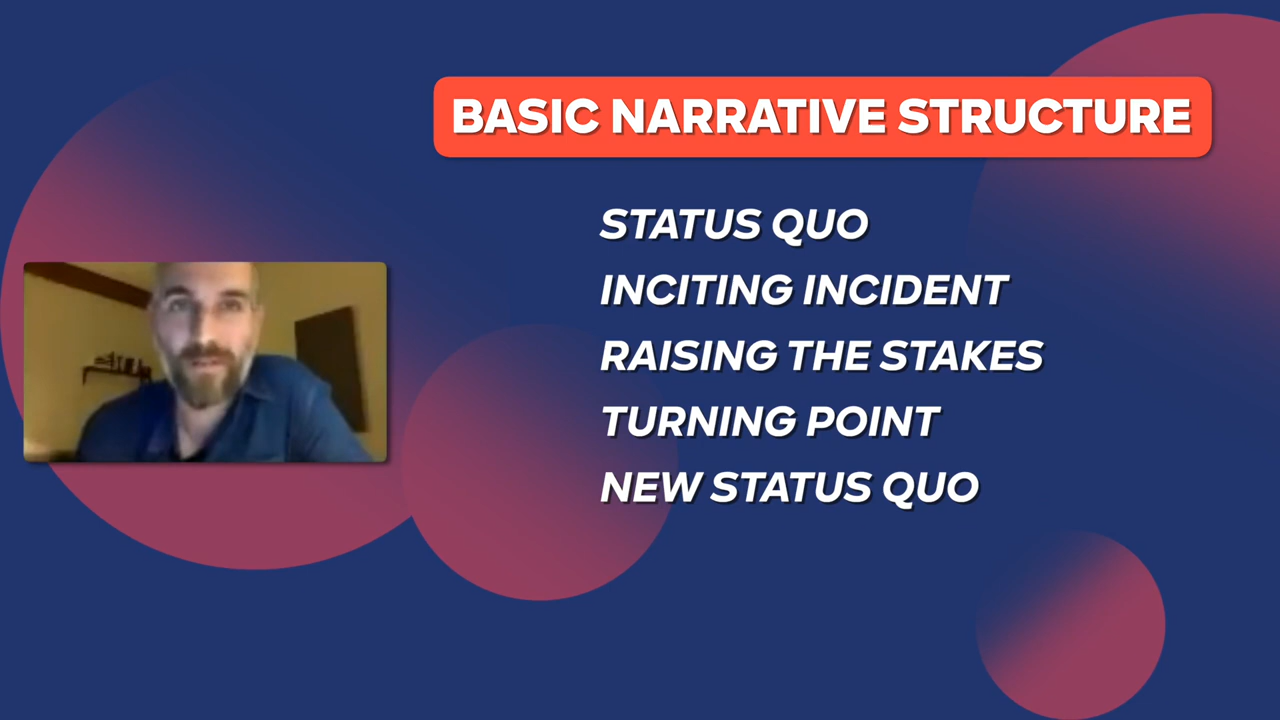 BASIC NARRATIVE STRUCTURE
STATUS QUO
INCITING INCIDENT
RAISING THE STAKES
TURNING POINT
NEW STATUS QUO